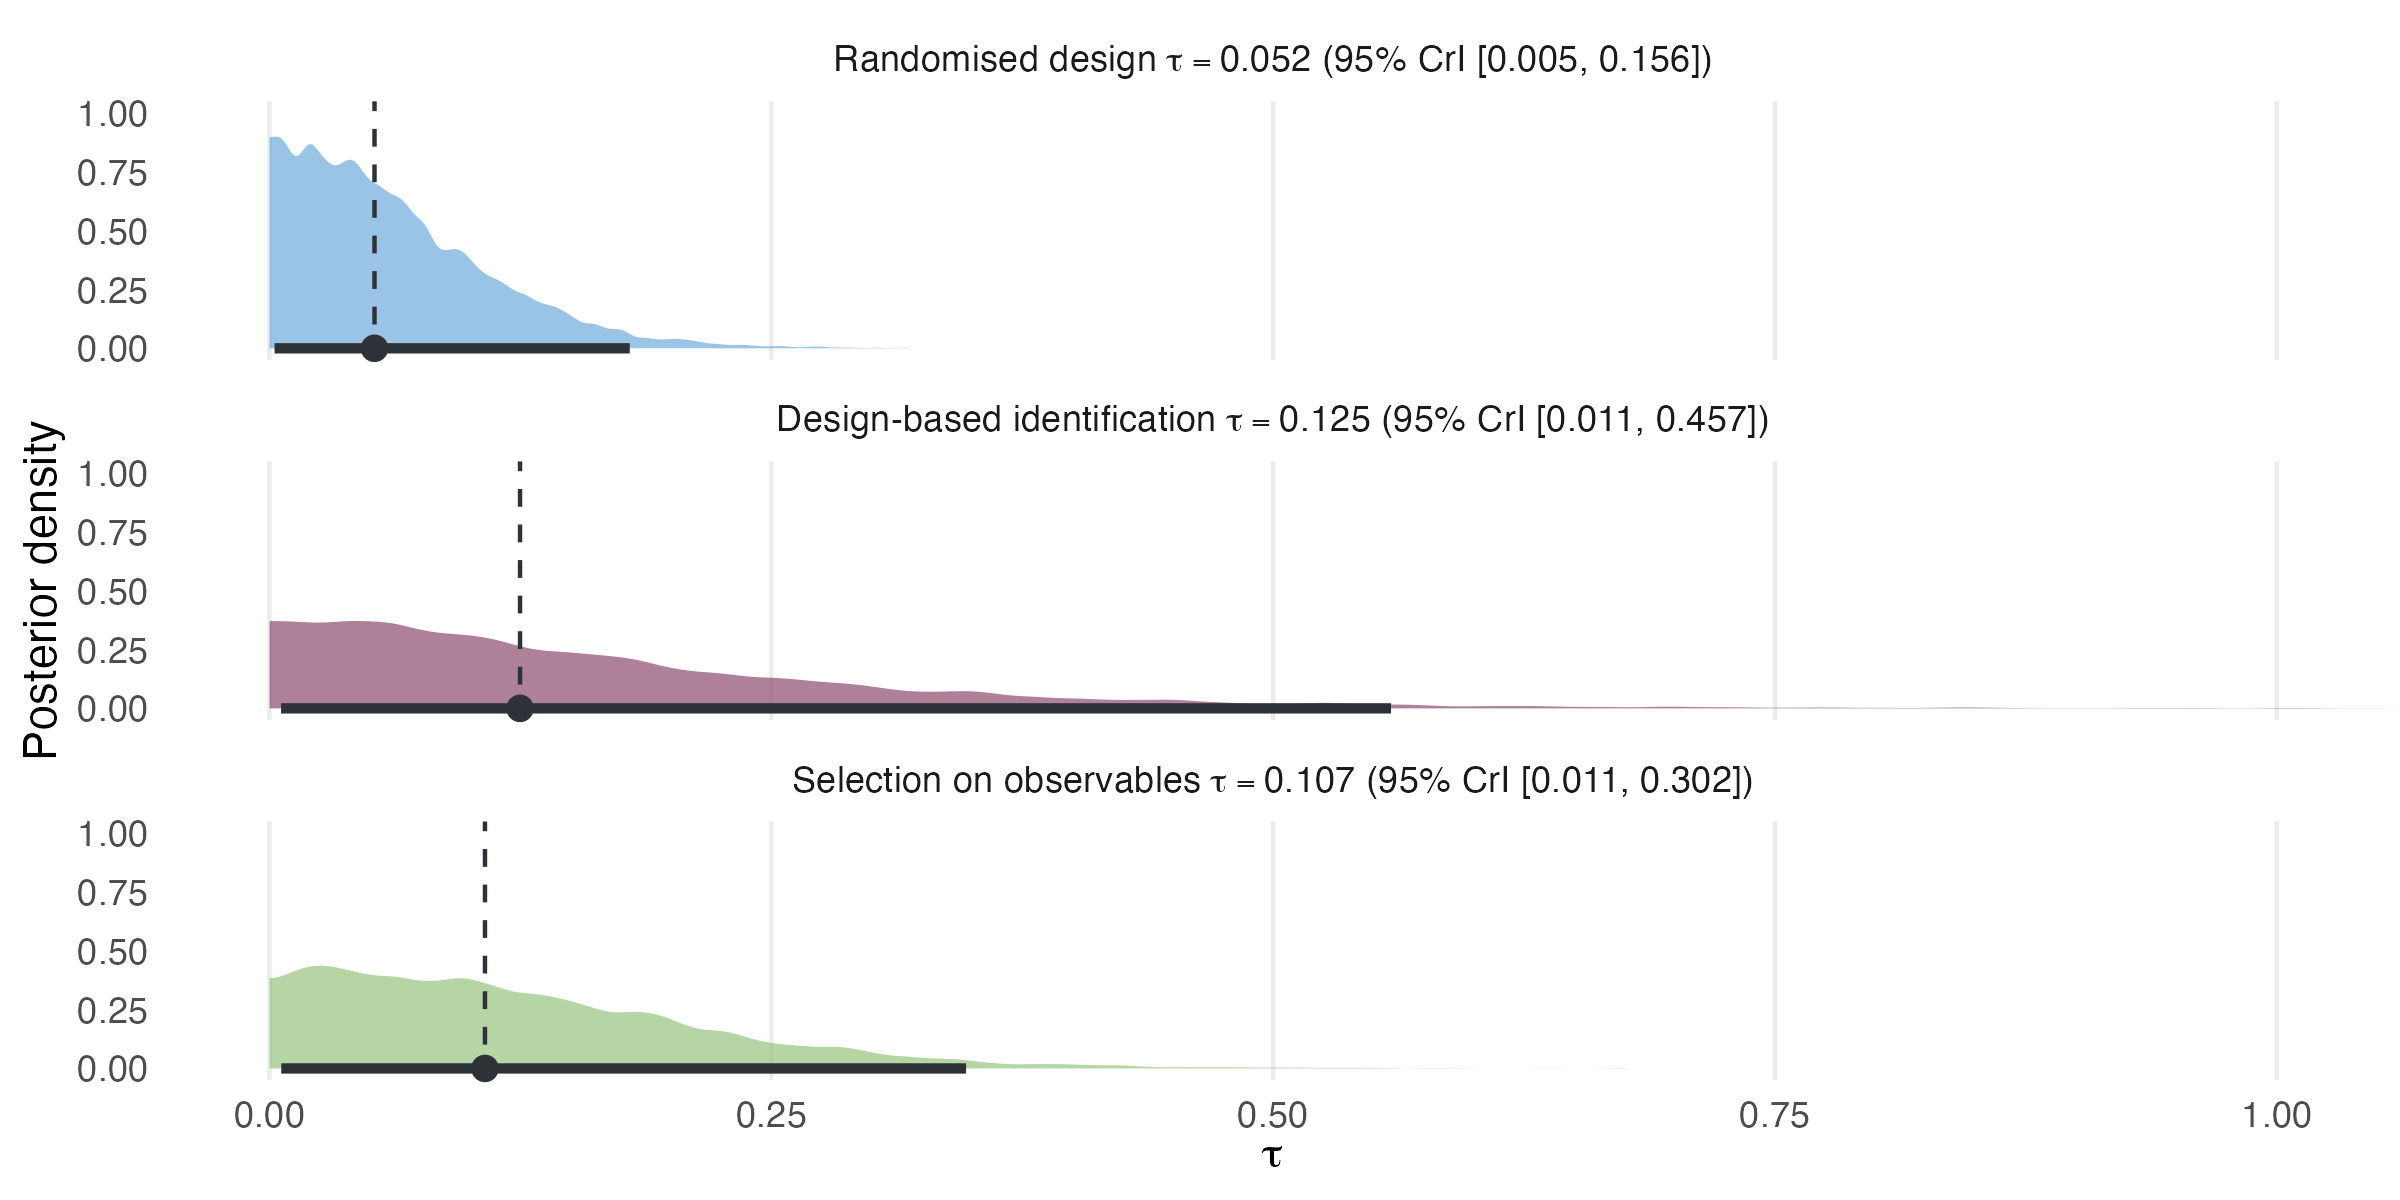 Randomised design τ = 0.052 (95% CrI [0.005, 0.156])
1.00
0.75
0.50
0.25
0.00
Design-based identification τ = 0.125 (95% CrI [0.011, 0.457])
1.00
0.75
0.50
0.25
0.00
Posterior density
Selection on observables τ = 0.107 (95% CrI [0.011, 0.302])
1.00
0.75
0.50
0.25
0.00
0.00 0.25 0.50 0.75 1.00
τ